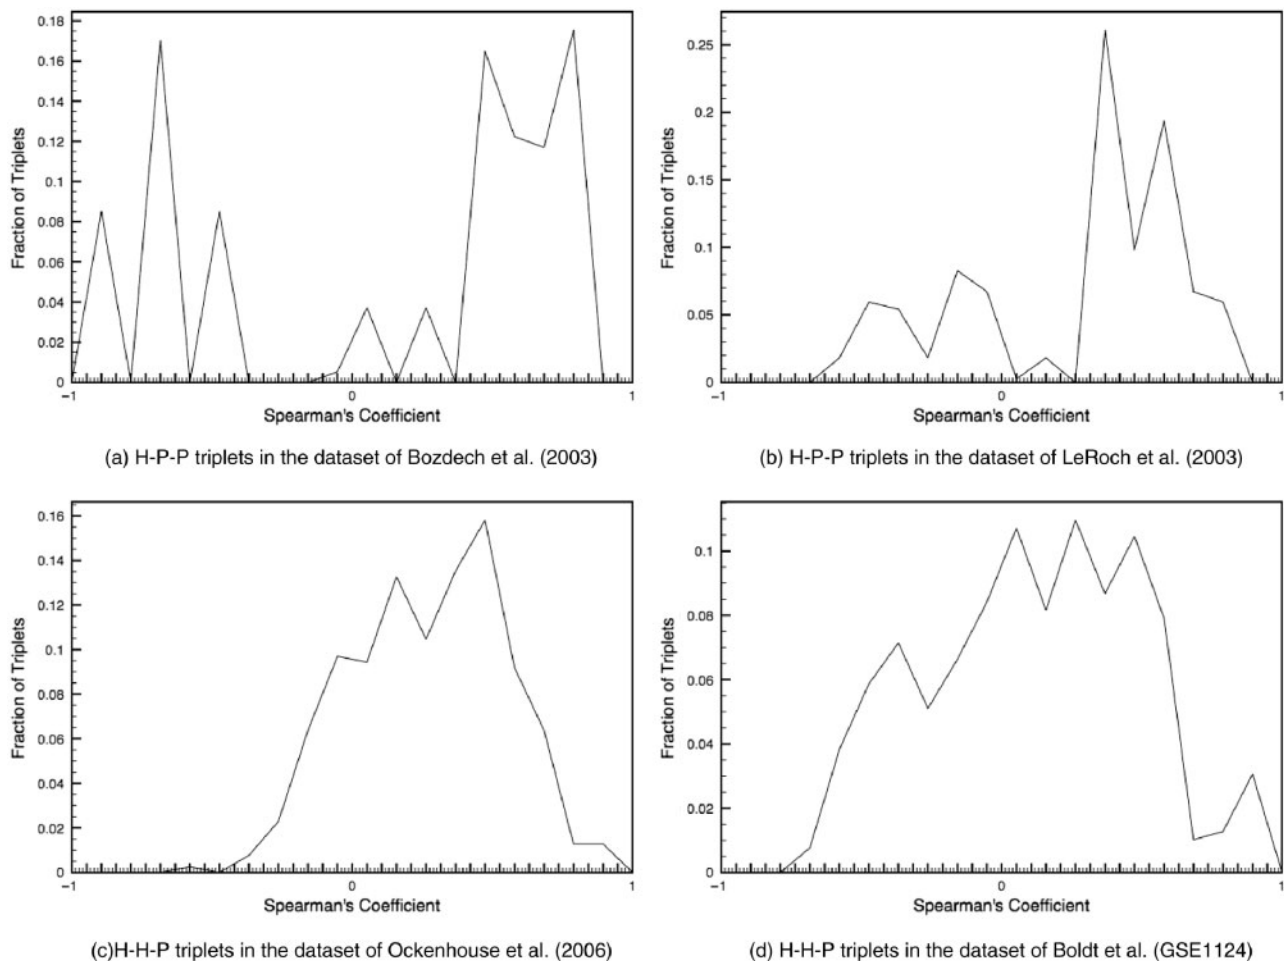 0.18
0.16
0.14
0.12
0.1
0.08
0.06
0.04
0.02
0
Fraction of Triplets
−1 0 1
Spearman's Coefficient
(a) H-P-P triplets in the dataset of Bozdech et al. (2003)
0.25
0.2
0.15
0.1
0.05
0
Fraction of Triplets
−1 0 1
Spearman's Coefficient
(b) H-P-P triplets in the dataset of LeRoch et al. (2003)
0.16
0.14
0.12
0.1
0.08
0.06
0.04
0.02
0
Fraction of Triplets
−1 0 1
Spearman's Coefficient
(c)H-H-P triplets in the dataset of Ockenhouse et al. (2006)
0.1
0.08
0.06
0.04
0.02
0
Fraction of Triplets
−1 0 1
Spearman's Coefficient
(d) H-H-P triplets in the dataset of Boldt et al. (GSE1124)